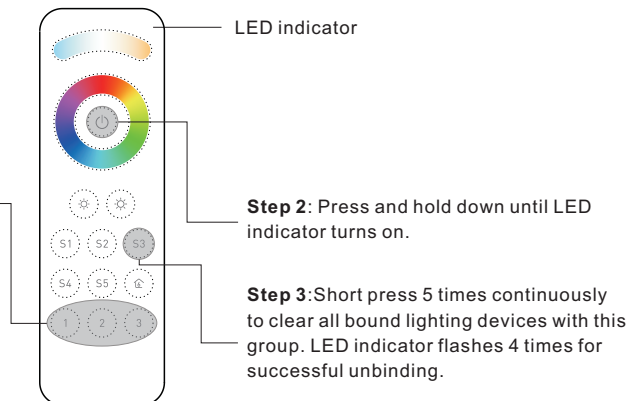 LED indicator
Step 2: Press and hold down until LED
indicator turns on.
S1 S2 S3
Step 3:Short press 5 times continuously
to clear all bound lighting devices with this
group. LED indicator flashes 4 times for
successful unbinding.
S4 S5
1 2 3